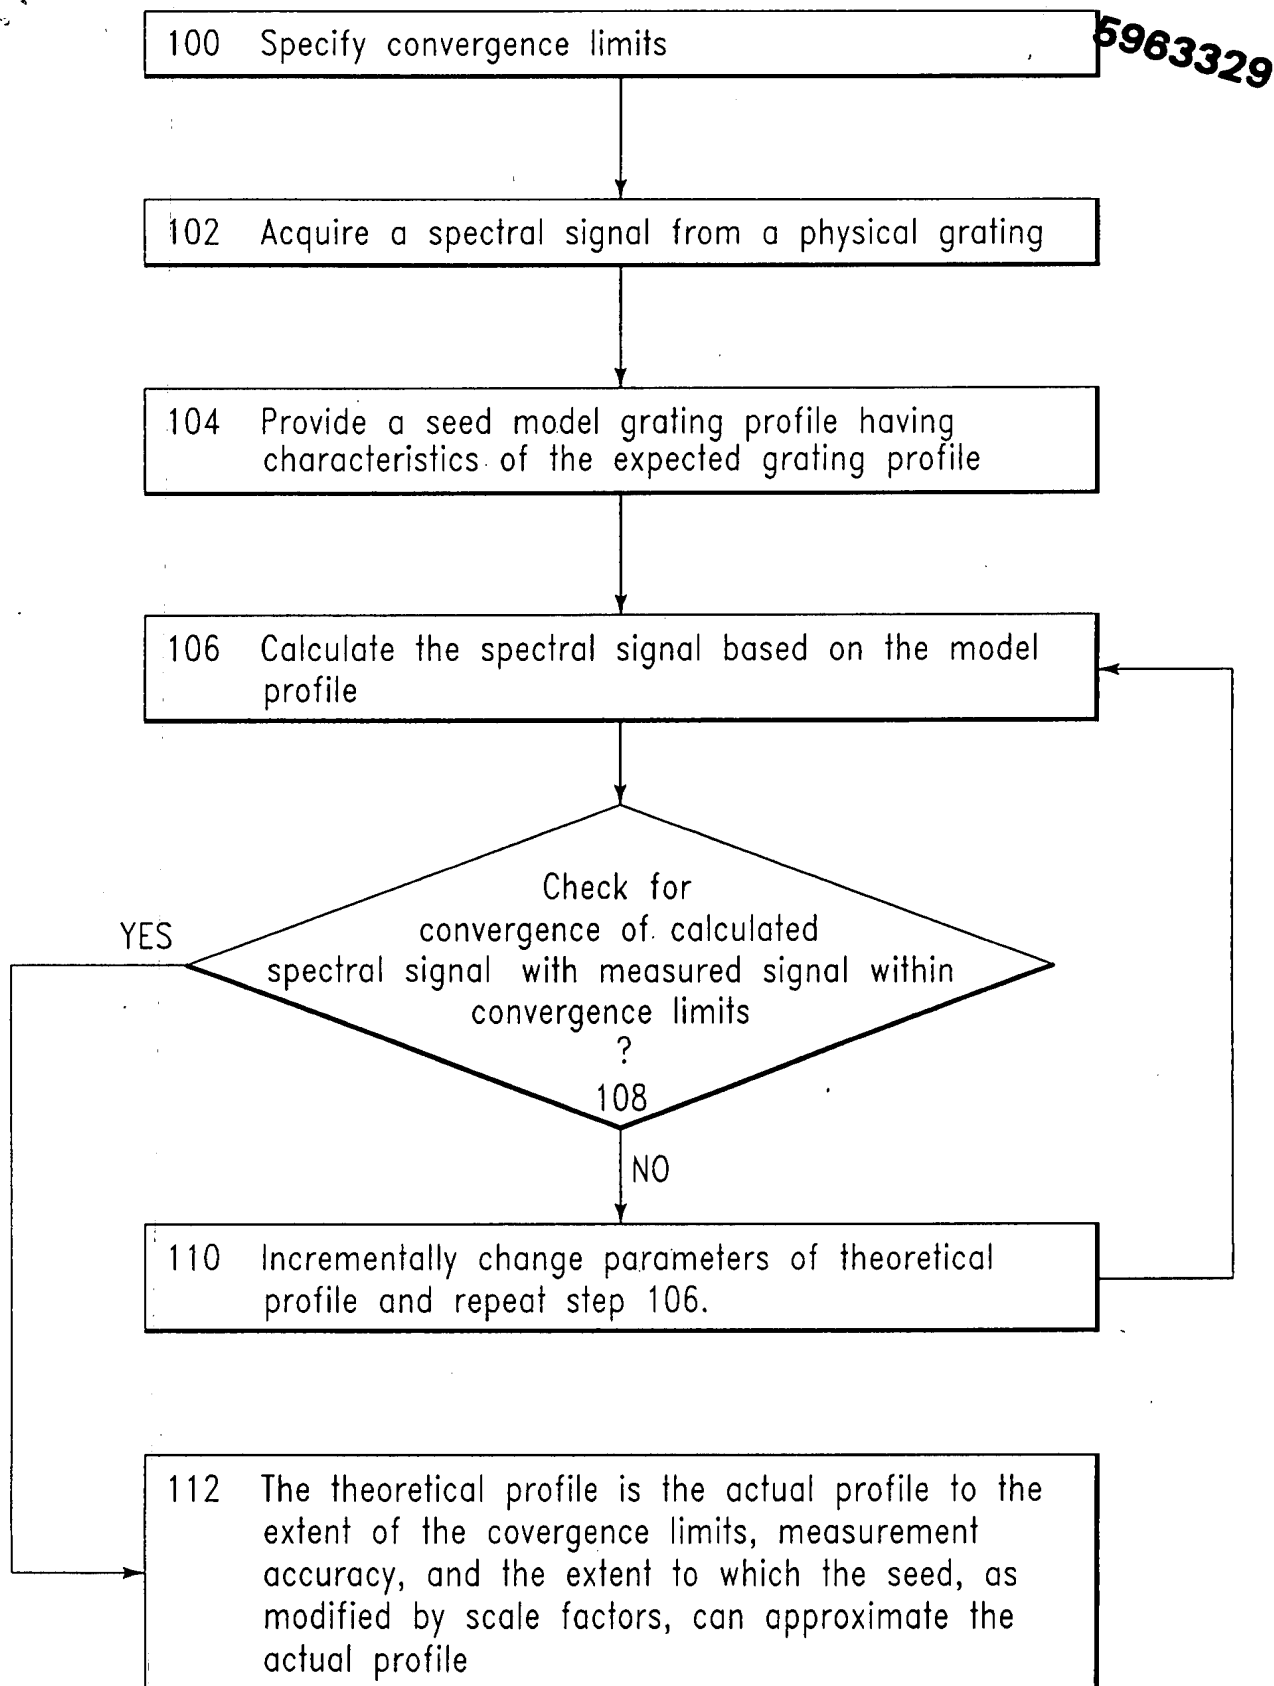 100 Specify convergence limits
5963329
102 Acquire a spectral signal from a physical grating
104 Provide a seed model grating profile having
characteristics of the expected grating profile
106 Calculate the spectral signal based on the model
profile
Check for
convergence of calculated
spectral signal with measured signal within
convergence limits
?
108
YES
NO
110 Incrementally change parameters of theoretical
profile and repeat step 106.
112 The theoretical profile is the actual profile to the
extent of the covergence limits, measurement
accuracy, and the extent to which the seed, as
modified by scale factors, can approximate the
actual profile